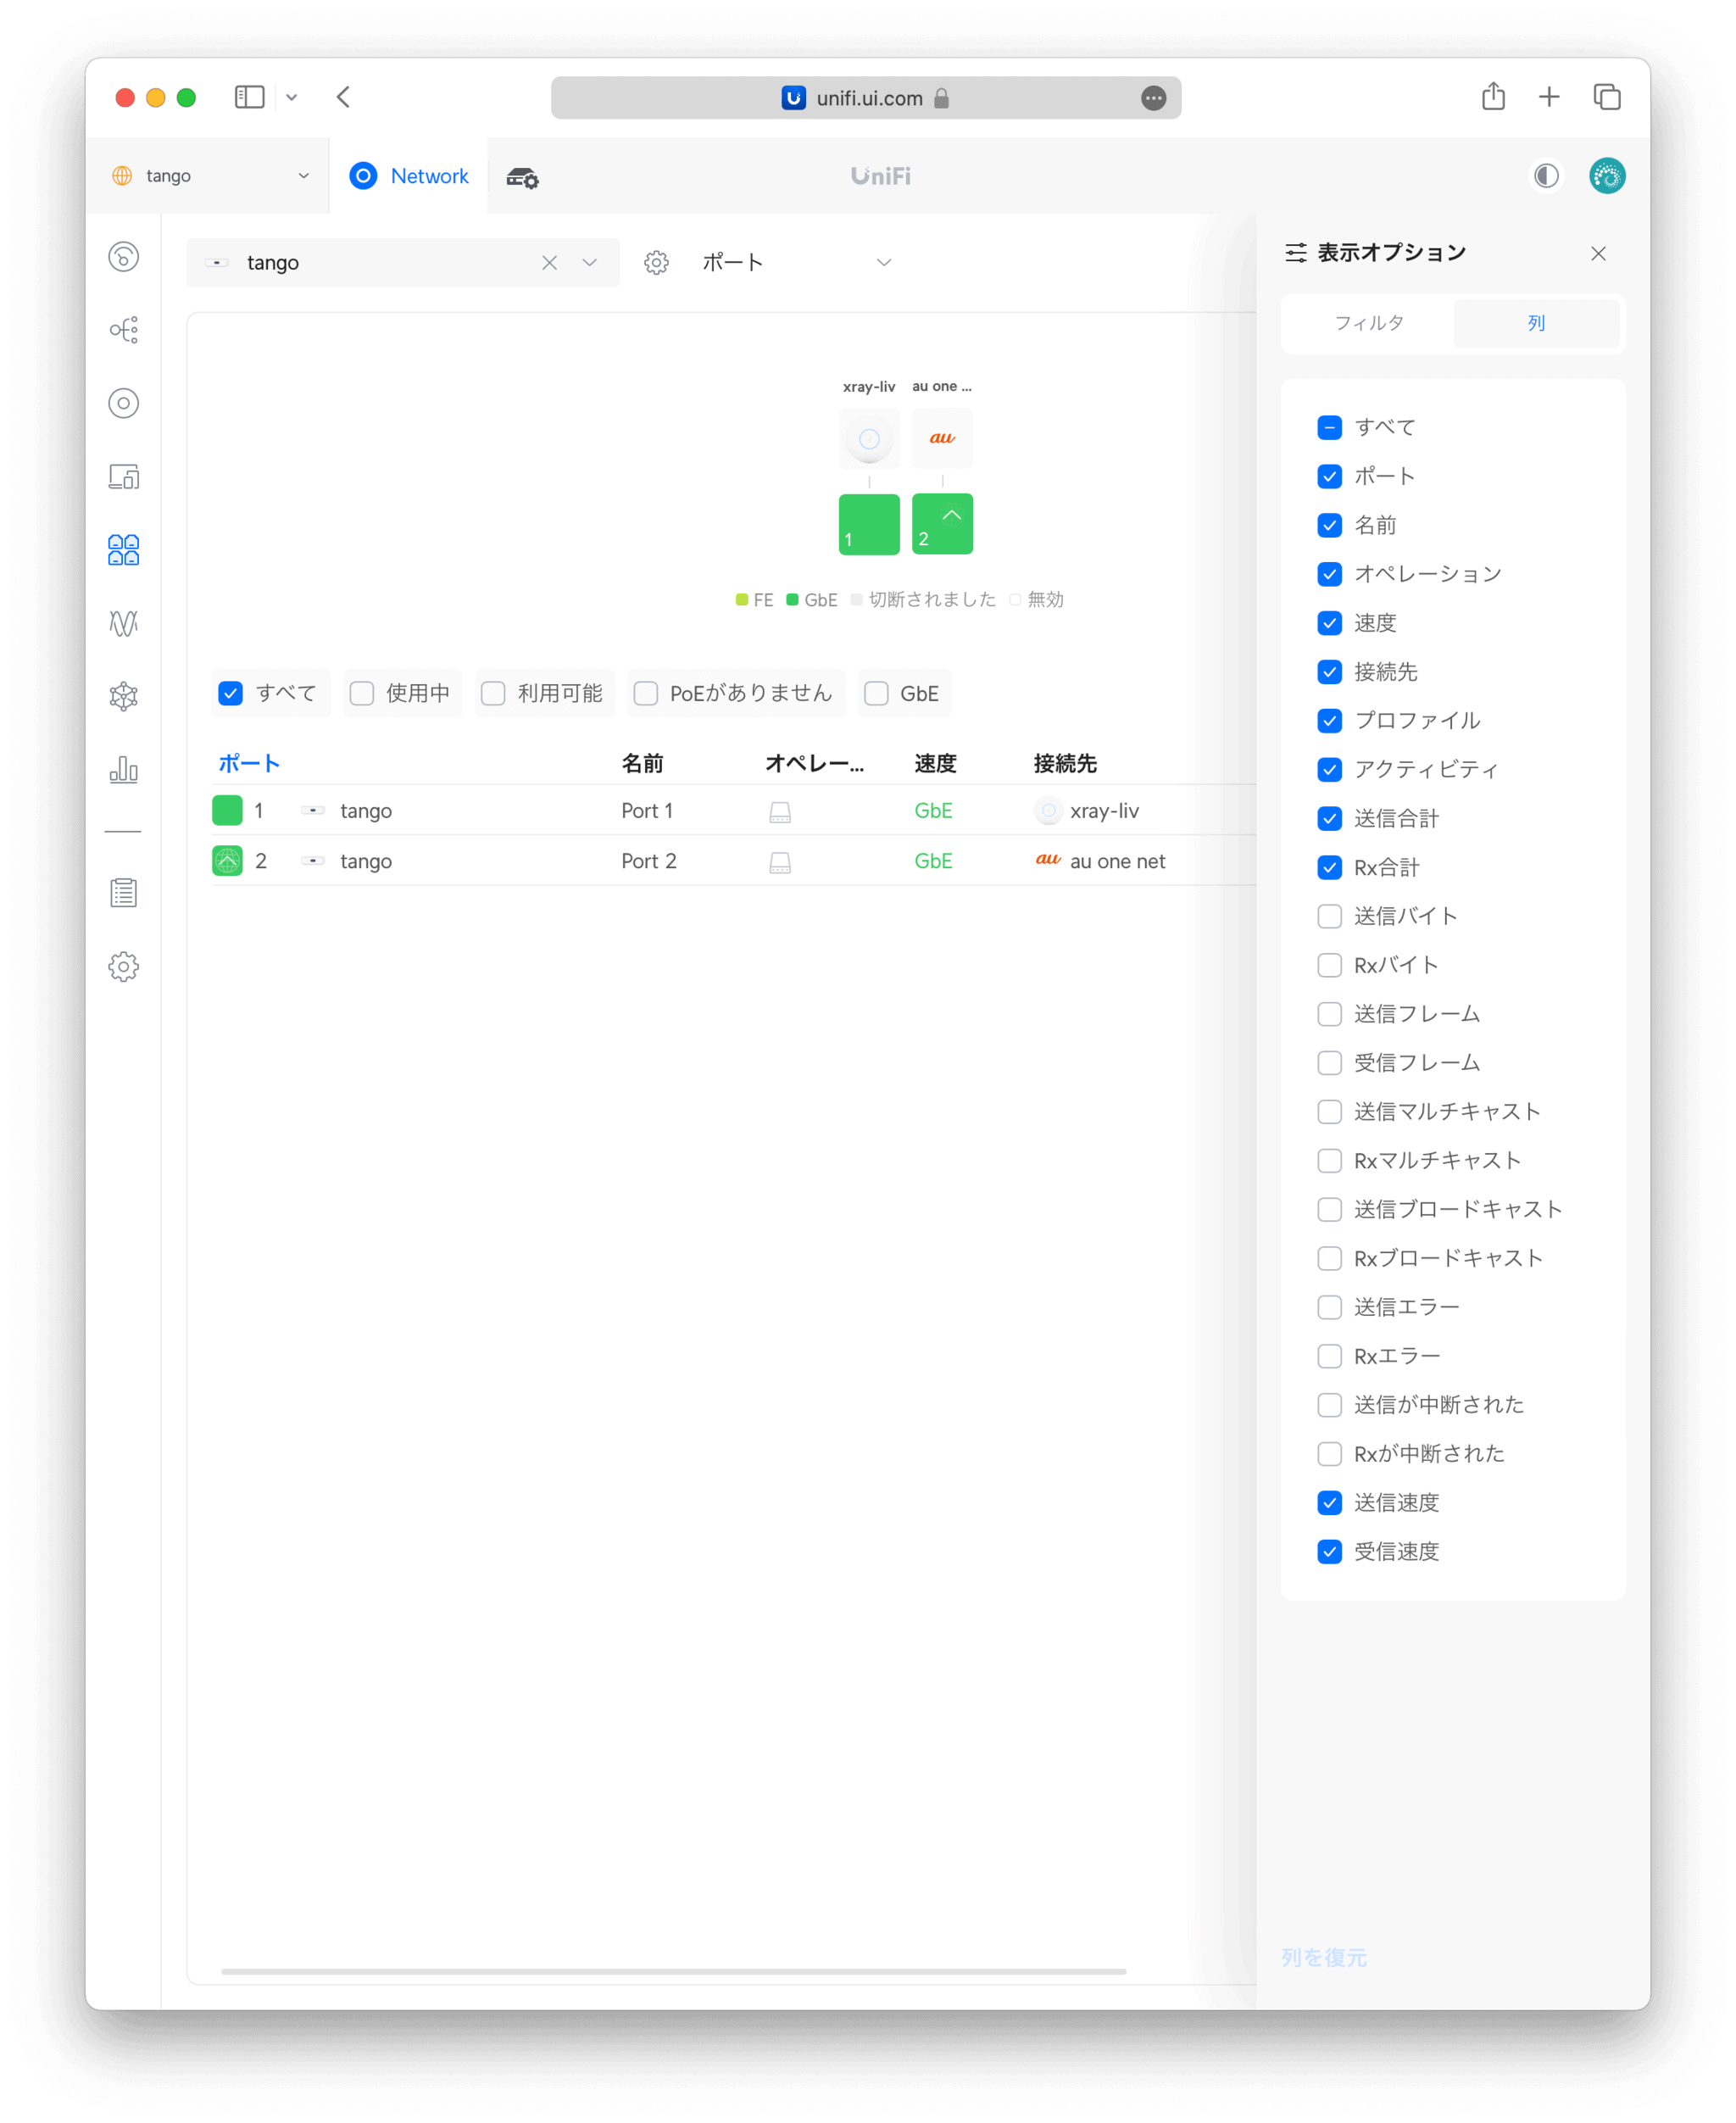 unifi.ui.com
tango
Network
UniFi
tango
ポート
xray-liv
au one ...
au
1
2
FE
GbE
切断されました
無効
すべて
使用中
利用可能
PoEがありません
GbE
ポート 名前 オペレー... 速度 接続先
1 tango Port 1 GbE xray-liv
2 tango Port 2 GbE au au one net
表示オプション
フィルタ
列
すべて
ポート
名前
オペレーション
速度
接続先
プロファイル
アクティビティ
送信合計
Rx合計
送信バイト
Rxバイト
送信フレーム
受信フレーム
送信マルチキャスト
Rxマルチキャスト
送信ブロードキャスト
Rxブロードキャスト
送信エラー
Rxエラー
送信が中断された
Rxが中断された
送信速度
受信速度
列を復元